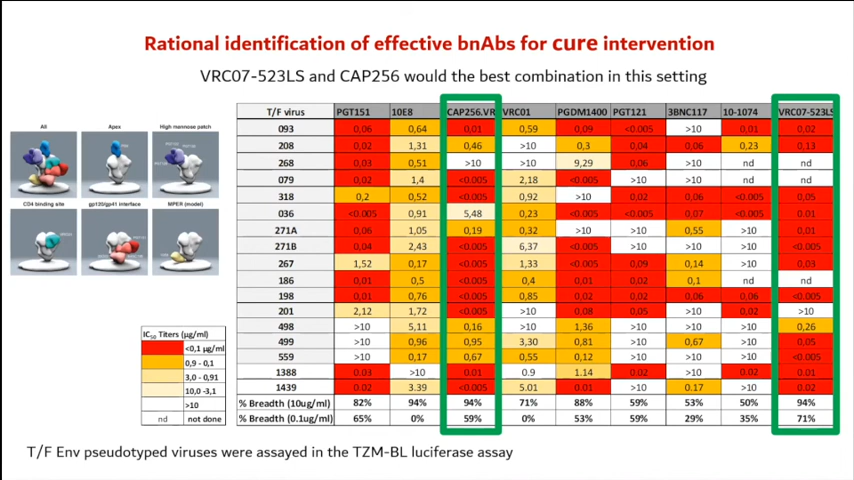 Rational identification of effective bnAbs for cure intervention
VRC07-523LS and CAP256 would the best combination in this setting
All Apex High mannose patch
CD4 binding site gp120/gp41 interface MPER (model)
T/F virus PGT151 10E8 CAP256.VR VRC01 PGDM1400 PGT121 3BNC117 10-1074 VRC07-523LS
093 0,06 0,64 0,01 0,59 0,09 <0.005 >10 0,01 0,02
208 0,02 1,31 0,46 >10 0,3 0,04 0,06 0,23 0,13
268 0,03 0,51 >10 >10 9,29 0,06 >10 nd nd
079 0,02 1,4 <0.005 2,18 <0.005 >10 >10 nd nd
318 0,2 0,52 <0.005 0,92 >10 0,02 0,06 <0.005 0,05
036 <0.005 0,91 5,48 0,23 <0.005 <0.005 0,07 <0.005 0,01
271A 0,06 1,05 0,19 0,32 >10 >10 0,55 >10 0,01
271B 0,04 2,43 <0.005 6,37 <0.005 >10 >10 >10 <0.005
267 1,52 0,17 <0.005 1,33 <0.005 0,09 0,14 >10 0,03
186 0,01 0,5 <0.005 0,4 0,01 0,02 0,1 nd nd
198 0,01 0,76 <0.005 0,85 0,02 0,02 0,06 0,06 <0.005
201 2,12 1,72 <0.005 >10 0,08 0,05 >10 0,02 >10
498 >10 5,11 0,16 >10 1,36 >10 >10 >10 0,26
499 >10 0,96 0,95 3,30 0,81 >10 0,67 >10 0,05
559 >10 0,17 0,67 0,55 0,12 >10 >10 >10 <0.005
1388 0.03 >10 0.01 0.9 1.14 0.02 >10 0.02 0.01
1439 0.02 3.39 <0.005 5.01 0.01 >10 0.17 >10 0.02
% Breadth (10ug/ml) 82% 94% 94% 71% 88% 59% 53% 50% 94%
% Breadth (0.1ug/ml) 65% 0% 59% 0% 53% 59% 29% 35% 71%
IC50 Titers (µg/ml)
<0,1 µg/ml
0,9 - 0,1
3,0 - 0,91
10,0 -3,1
>10
nd not done
T/F Env pseudotyped viruses were assayed in the TZM-BL luciferase assay